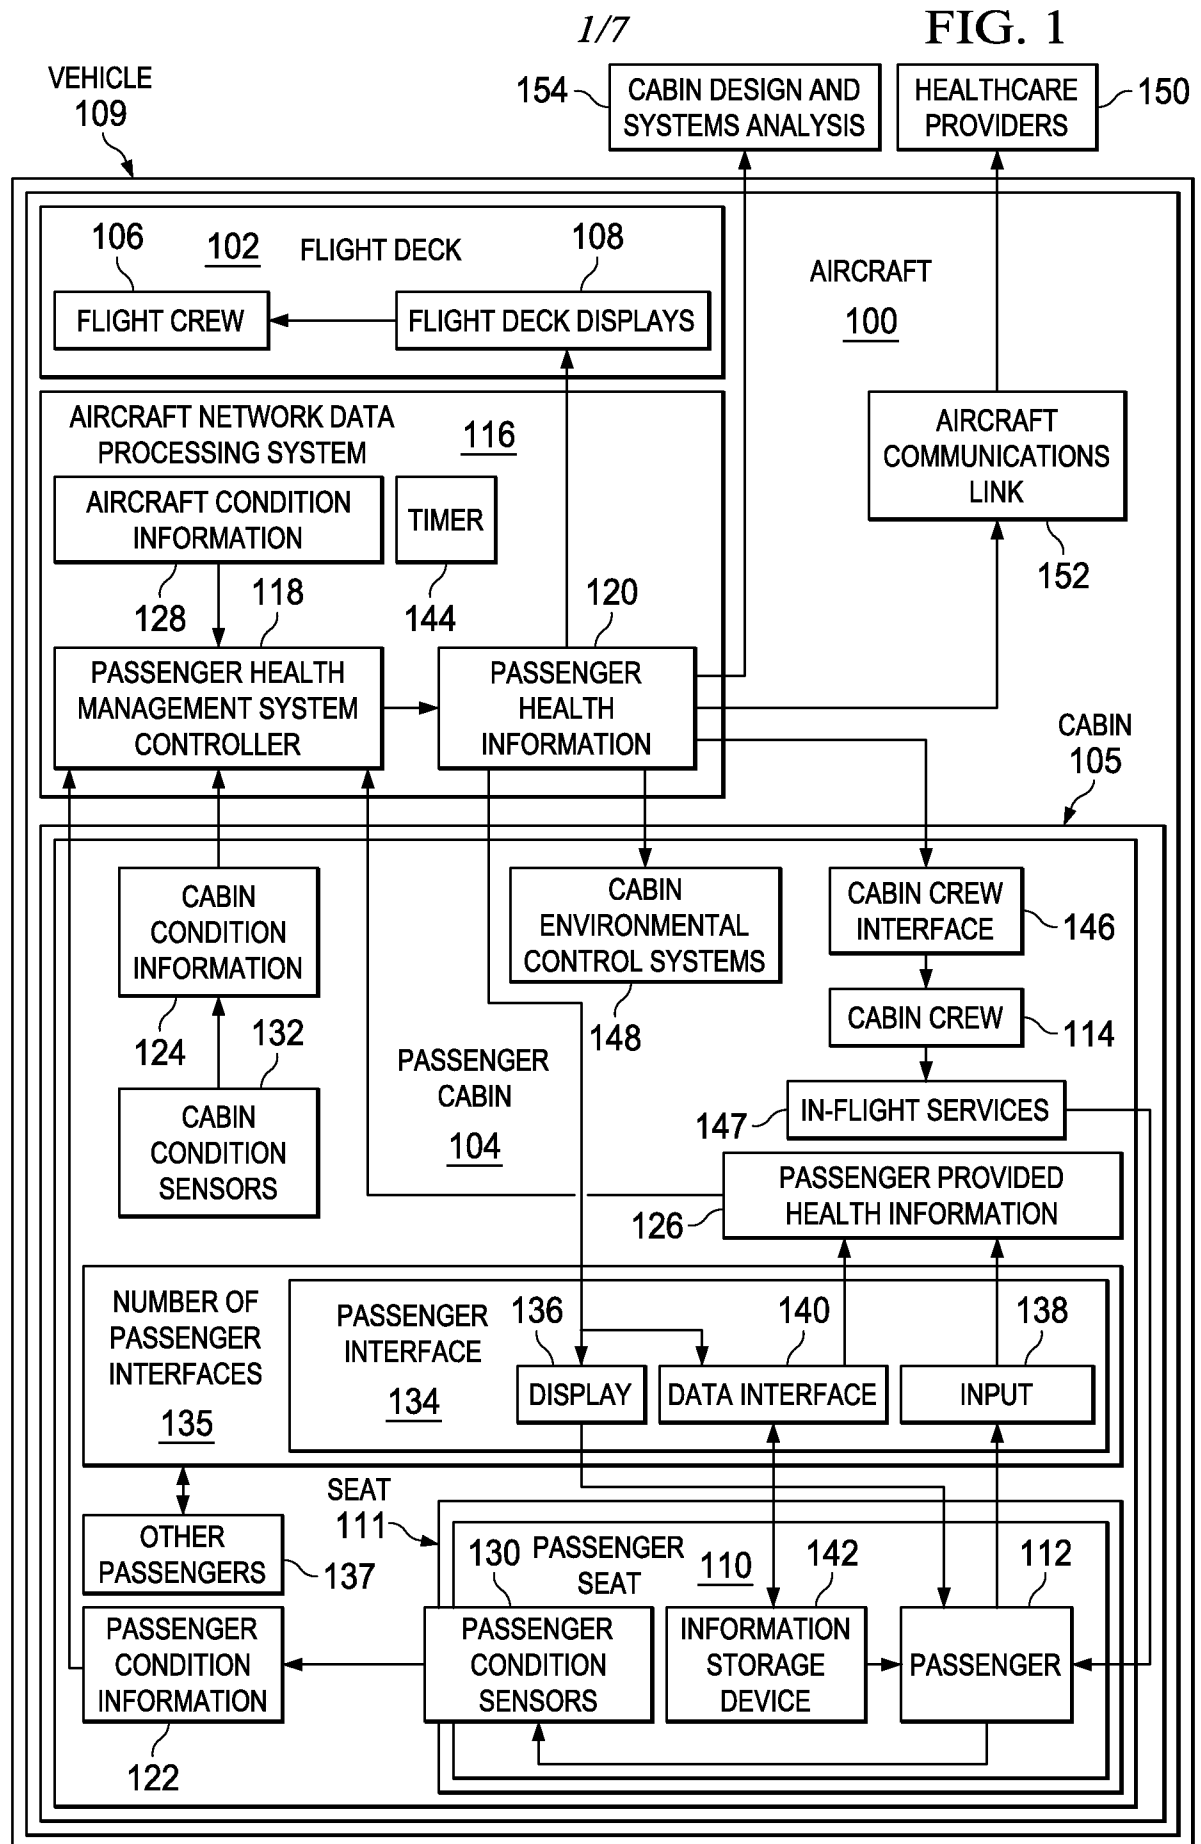 1/7
FIG. 1
VEHICLE
109
154
CABIN DESIGN AND
SYSTEMS ANALYSIS
HEALTHCARE
PROVIDERS
150
106
102
FLIGHT DECK
108
FLIGHT CREW
FLIGHT DECK DISPLAYS
AIRCRAFT
100
AIRCRAFT NETWORK DATA
PROCESSING SYSTEM
116
AIRCRAFT CONDITION
INFORMATION
TIMER
AIRCRAFT
COMMUNICATIONS
LINK
152
128
118
144
120
PASSENGER HEALTH
MANAGEMENT SYSTEM
CONTROLLER
PASSENGER
HEALTH
INFORMATION
CABIN
105
CABIN
CONDITION
INFORMATION
CABIN
ENVIRONMENTAL
CONTROL SYSTEMS
CABIN CREW
INTERFACE
146
124
132
148
CABIN CREW
114
PASSENGER
CABIN
104
CABIN
CONDITION
SENSORS
147
IN-FLIGHT SERVICES
PASSENGER PROVIDED
HEALTH INFORMATION
126
NUMBER OF
PASSENGER
INTERFACES
135
PASSENGER
INTERFACE
134
136
140
138
DISPLAY
DATA INTERFACE
INPUT
SEAT
111
OTHER
PASSENGERS
137
130
PASSENGER
SEAT
110
142
112
PASSENGER
CONDITION
INFORMATION
122
PASSENGER
CONDITION
SENSORS
INFORMATION
STORAGE
DEVICE
PASSENGER